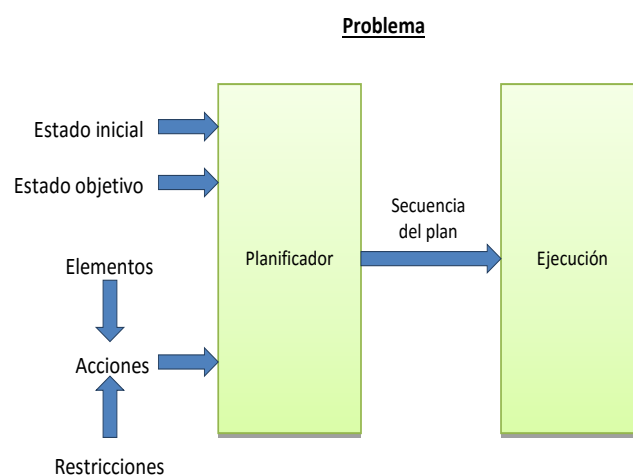 Problema
Estado inicial
Estado objetivo
Secuencia
del plan
Elementos
Planificador
Ejecución
Acciones
Restricciones